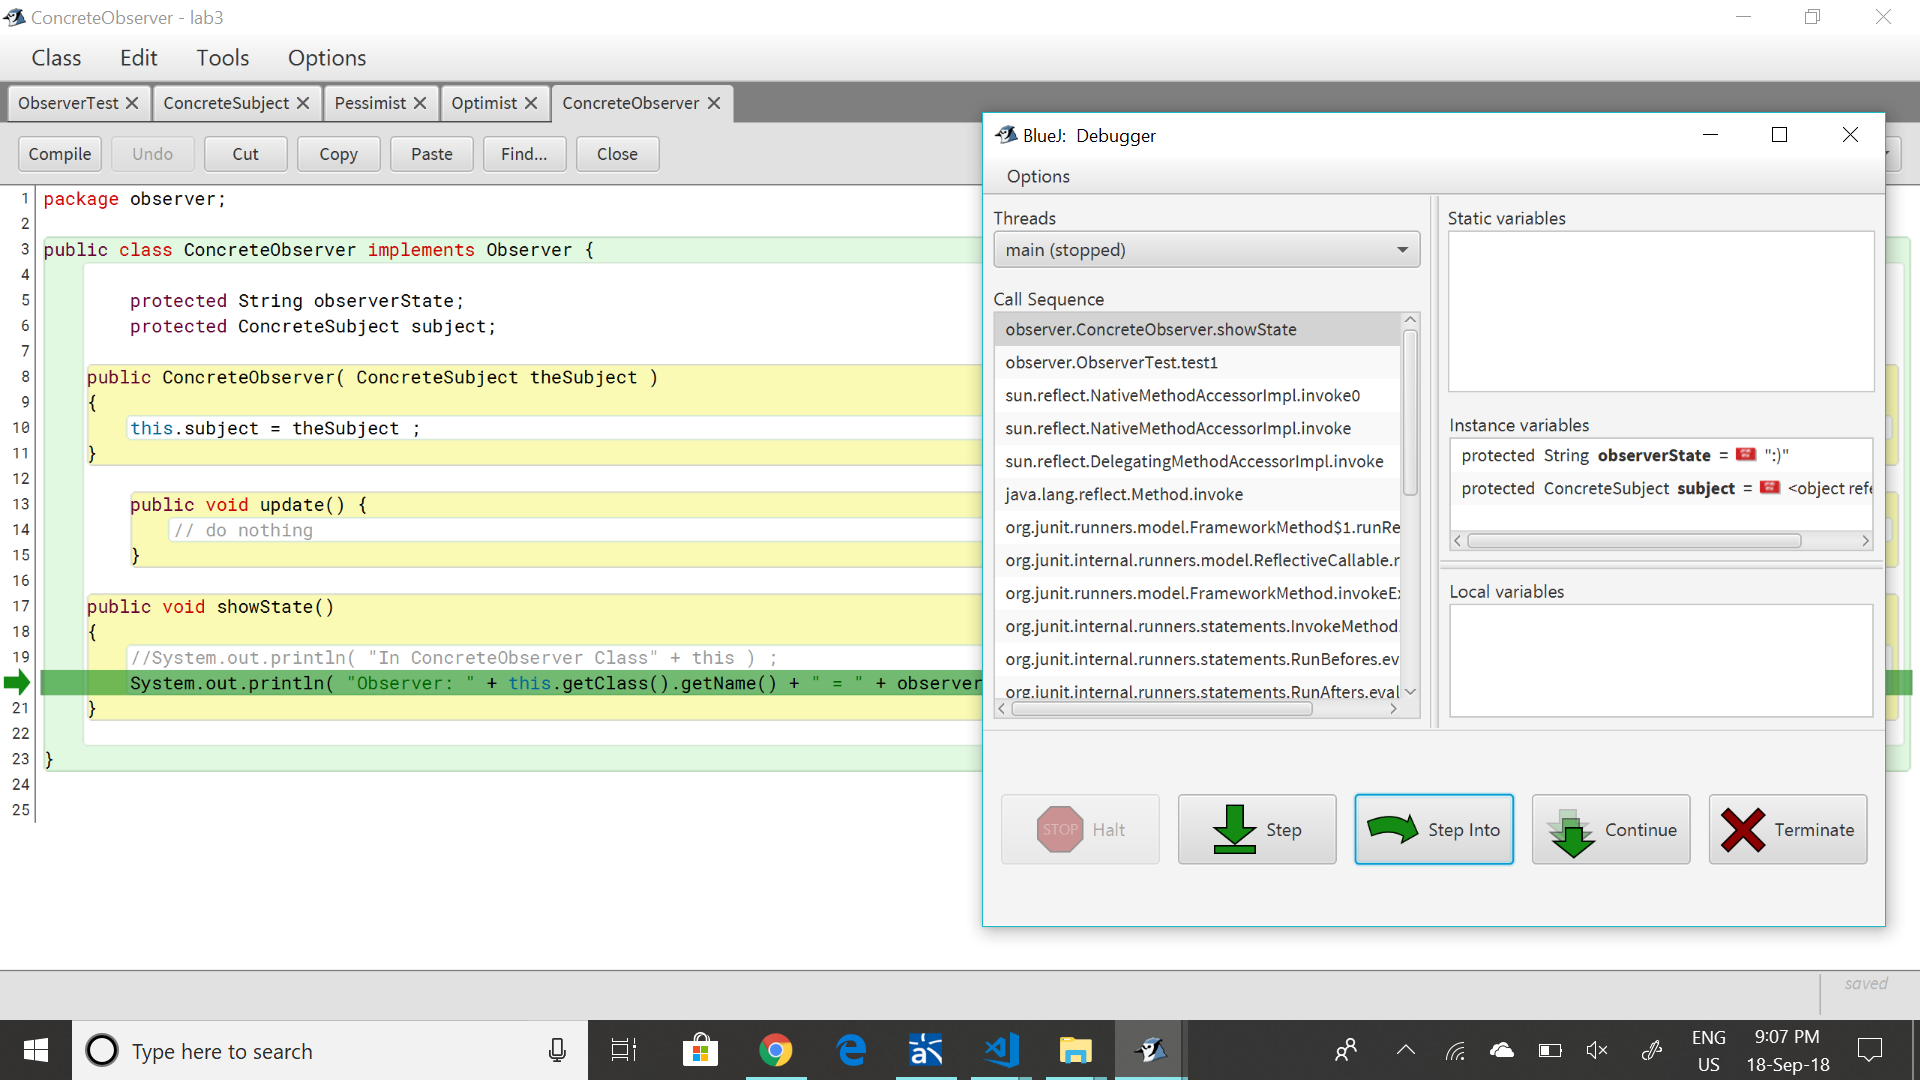 ConcreteObserver - lab3
Class Edit Tools Options
ObserverTest ConcreteSubject Pessimist Optimist ConcreteObserver
Compile Undo Cut Copy Paste Find... Close
1 package observer;
2
3 public class ConcreteObserver implements Observer {
4
5 protected String observerState;
6 protected ConcreteSubject subject;
7
8 public ConcreteObserver( ConcreteSubject theSubject )
9 {
10 this.subject = theSubject ;
11 }
12
13 public void update() {
14 // do nothing
15 }
16
17 public void showState()
18 {
19 //System.out.println( "In ConcreteObserver Class" + this ) ;
System.out.println( "Observer: " + this.getClass().getName() + " = " + observer
21 }
22
23 }
24
25
BlueJ: Debugger
Options
Threads
main (stopped)
Call Sequence
observer.ConcreteObserver.showState
observer.ObserverTest.test1
sun.reflect.NativeMethodAccessorImpl.invoke0
sun.reflect.NativeMethodAccessorImpl.invoke
sun.reflect.DelegatingMethodAccessorImpl.invoke
java.lang.reflect.Method.invoke
org.junit.runners.model.FrameworkMethod$1.runRe
org.junit.internal.runners.model.ReflectiveCallable.r
org.junit.runners.model.FrameworkMethod.invokeEx
org.junit.internal.runners.statements.InvokeMethod.
org.junit.internal.runners.statements.RunBefores.ev
org.junit.internal.runners.statements.RunAfters.eval
Static variables
Instance variables
protected String observerState = ":)"
protected ConcreteSubject subject = <object refe
Local variables
STOP Halt Step Step Into Continue Terminate
saved
Type here to search
ENG
US
9:07 PM
18-Sep-18